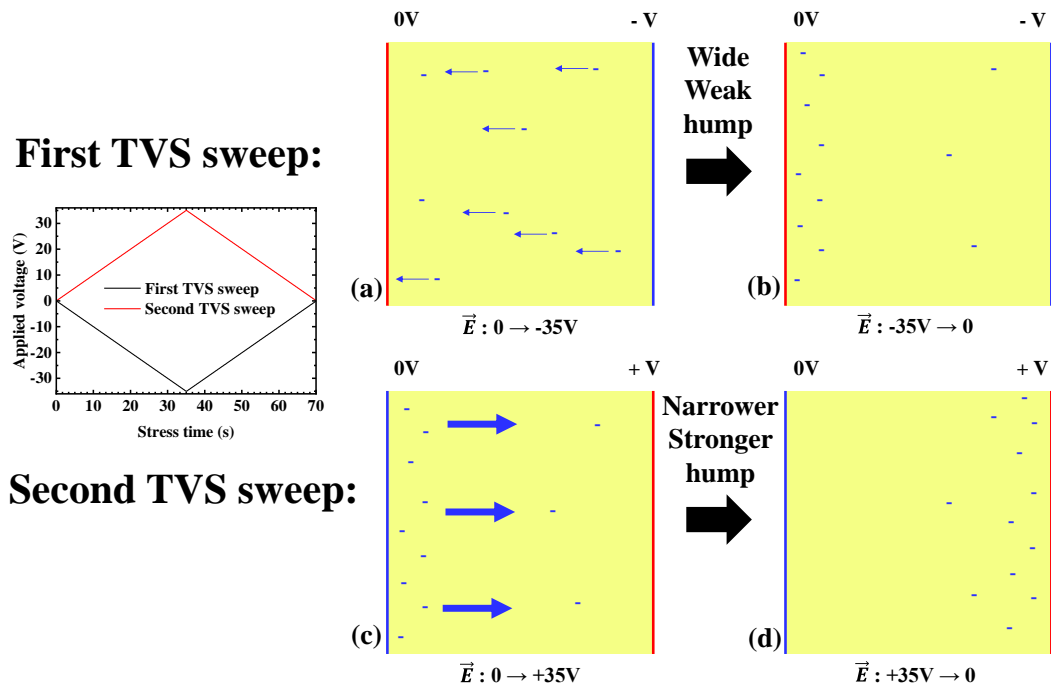 0V - V
0V - V
Wide
Weak
hump
First TVS sweep:
(a)
(b)
E⃗ : 0 → -35V
E⃗ : -35V → 0
Applied voltage (V)
30
20
10
0
-10
-20
-30
First TVS sweep
Second TVS sweep
0 10 20 30 40 50 60 70
Stress time (s)
0V + V
0V + V
Narrower
Stronger
hump
Second TVS sweep:
(c)
(d)
E⃗ : 0 → +35V
E⃗ : +35V → 0